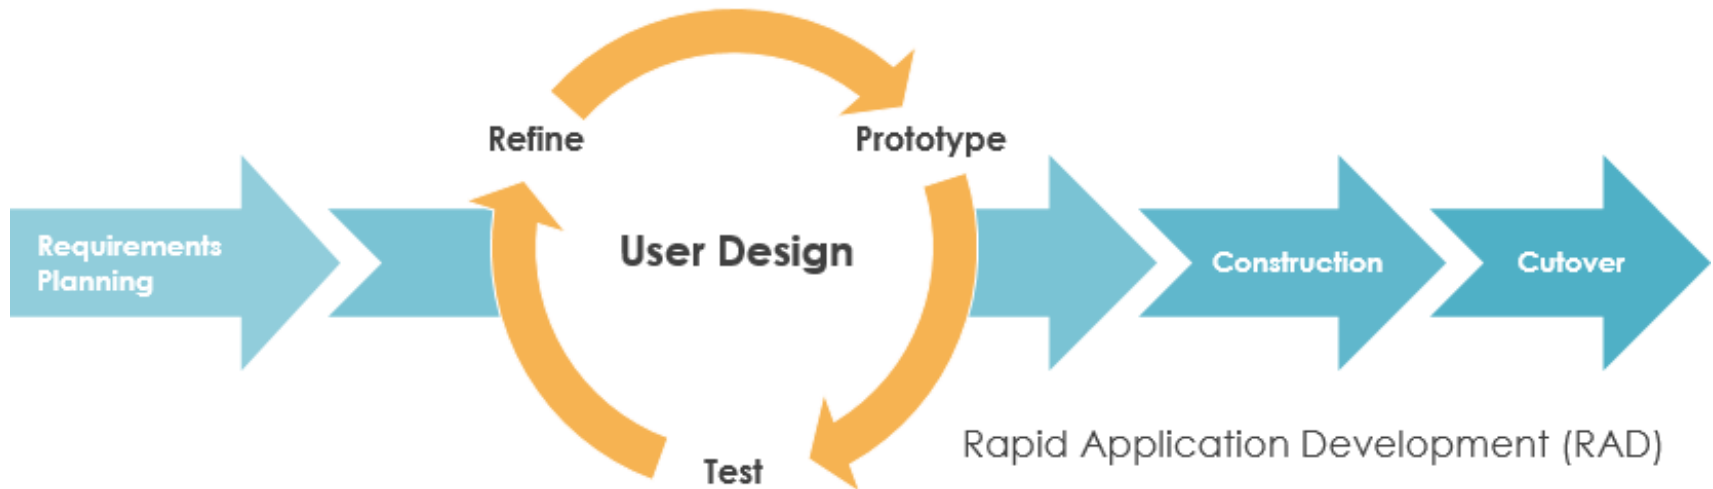 Refine
Prototype
Requirements
Planning
User Design
Construction
Cutover
Test
Rapid Application Development (RAD)